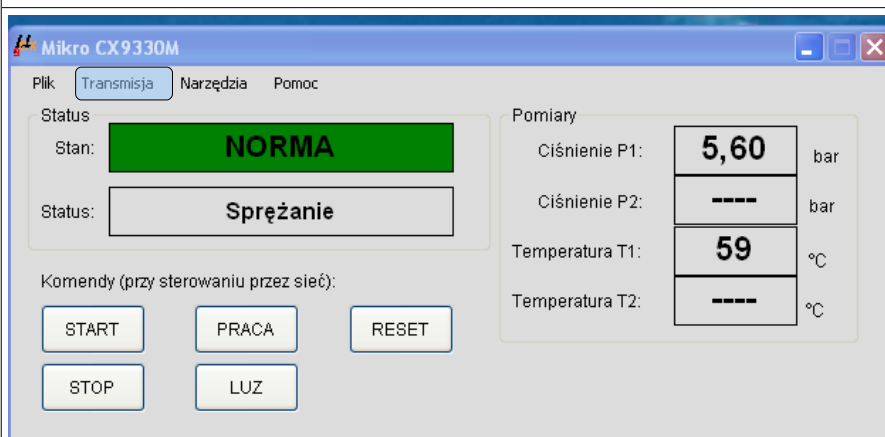 Mikro CX9330M
Plik Transmisja Narzędzia Pomoc
Status
Stan: NORMA
Status: Sprężanie
Komendy (przy sterowaniu przez sieć):
START PRACA RESET
STOP LUZ
Pomiary
Ciśnienie P1: 5,60 bar
Ciśnienie P2: ---- bar
Temperatura T1: 59 °C
Temperatura T2: ---- °C